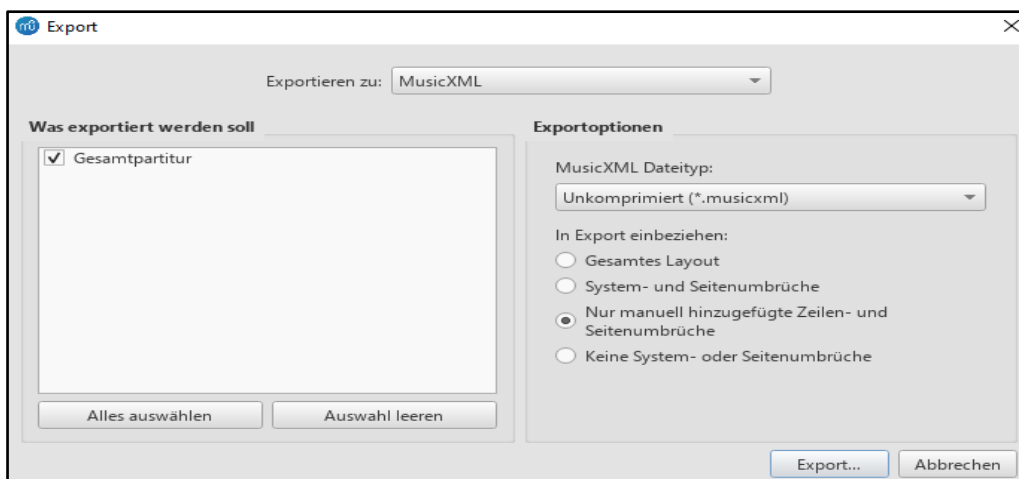 Export
Exportieren zu: MusicXML
Was exportiert werden soll
Gesamtpartitur
Alles auswählen
Auswahl leeren
Exportoptionen
MusicXML Dateityp:
Unkomprimiert (*.musicxml)
In Export einbeziehen:
Gesamtes Layout
System- und Seitenumbrüche
Nur manuell hinzugefügte Zeilen- und
Seitenumbrüche
Keine System- oder Seitenumbrüche
Export...
Abbrechen